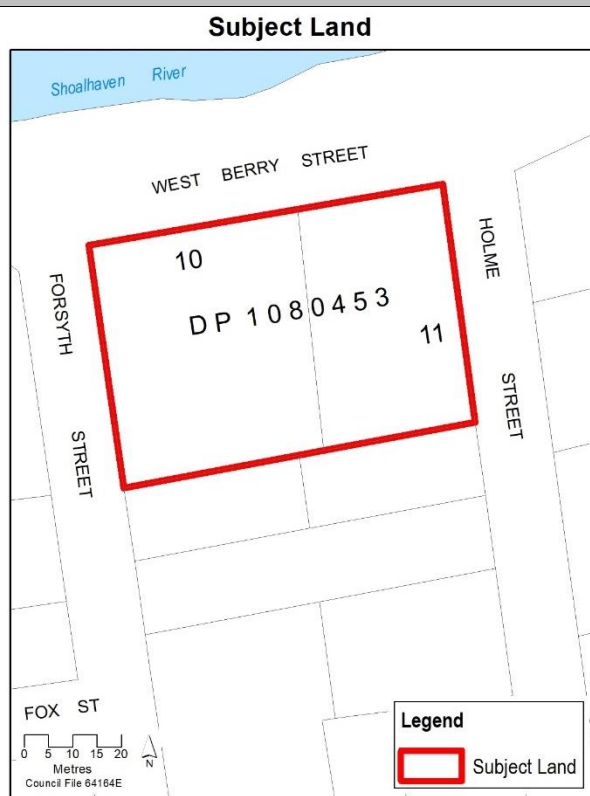 Subject Land
Shoalhaven River
WEST BERRY STREET
10
HOLME
FORSYTH
DP 1080453
11
STREET
STREET
FOX ST
0 5 10 15 20
Metres
Council File 64164E
N
Legend
Subject Land